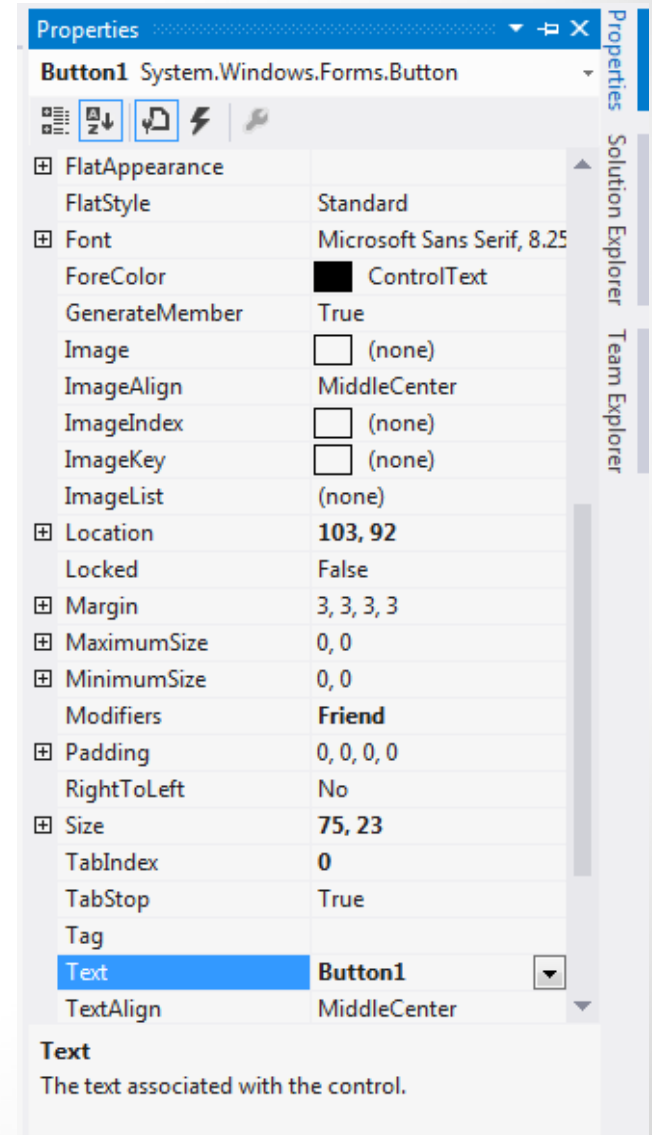 Properties
Button1 System.Windows.Forms.Button
FlatAppearance
FlatStyle Standard
Font Microsoft Sans Serif, 8.25
ForeColor ControlText
GenerateMember True
Image (none)
ImageAlign MiddleCenter
ImageIndex (none)
ImageKey (none)
ImageList (none)
Location 103, 92
Locked False
Margin 3, 3, 3, 3
MaximumSize 0, 0
MinimumSize 0, 0
Modifiers Friend
Padding 0, 0, 0, 0
RightToLeft No
Size 75, 23
TabIndex 0
TabStop True
Tag
Text Button1
TextAlign MiddleCenter
Text
The text associated with the control.
Properties
Solution Explorer
Team Explorer